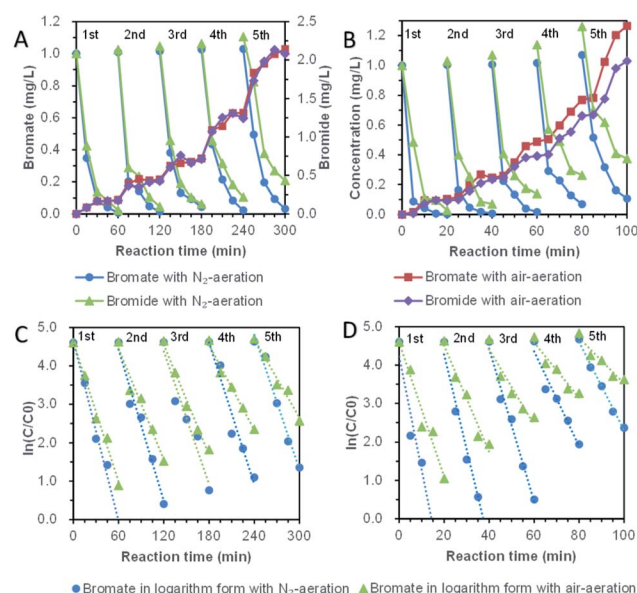 A
1st 2nd 3rd 4th 5th
Bromate (mg/L)
1.2
1.0
0.8
0.6
0.4
0.2
0.0
Bromide (mg/L)
2.5
2.0
1.5
1.0
0.5
0.0
0 60 120 180 240 300
Reaction time (min)
B
1st 2nd 3rd 4th 5th
Concentration (mg/L)
1.2
1.0
0.8
0.6
0.4
0.2
0.0
0 20 40 60 80 100
Reaction time (min)
Bromate with N₂-aeration
Bromide with N₂-aeration
Bromate with air-aeration
Bromide with air-aeration
C
1st 2nd 3rd 4th 5th
ln(C/C0)
5.0
4.0
3.0
2.0
1.0
0.0
0 60 120 180 240 300
Reaction time (min)
D
1st 2nd 3rd 4th 5th
ln(C/C0)
5.0
4.0
3.0
2.0
1.0
.0
0 20 40 60 80 100
Reaction time (min)
Bromate in logarithm form with N₂-aeration
Bromate in logarithm form with air-aeration